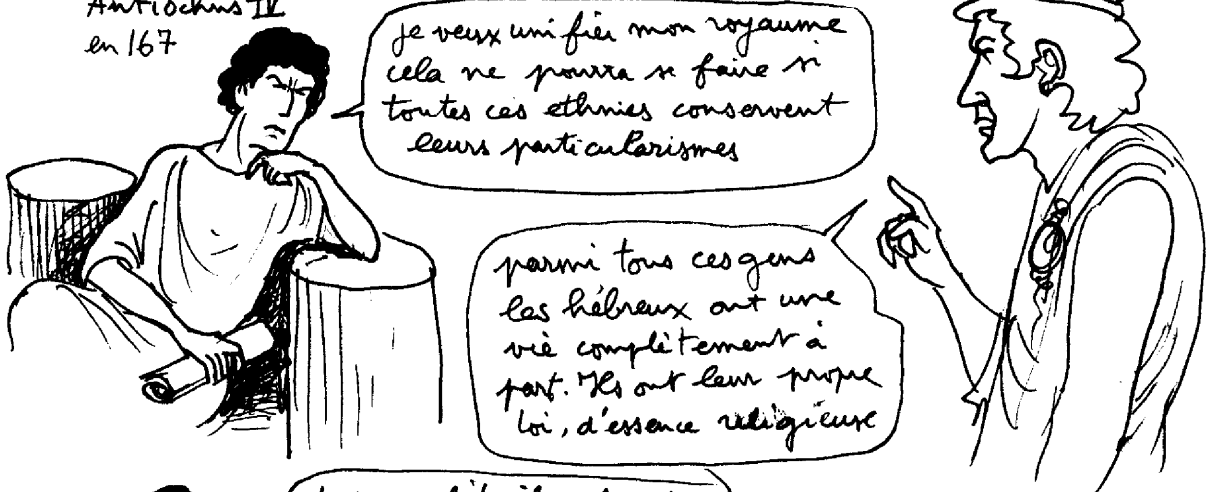 Antiochus IV
en 167
je veux unifier mon royaume
cela ne pourra se faire si
toutes ces ethnies conservent
leurs particularismes
parmi tous ces gens
les hébreux ont une
vie complètement à
part. Ils ont leur propre
loi, d'essence religieuse